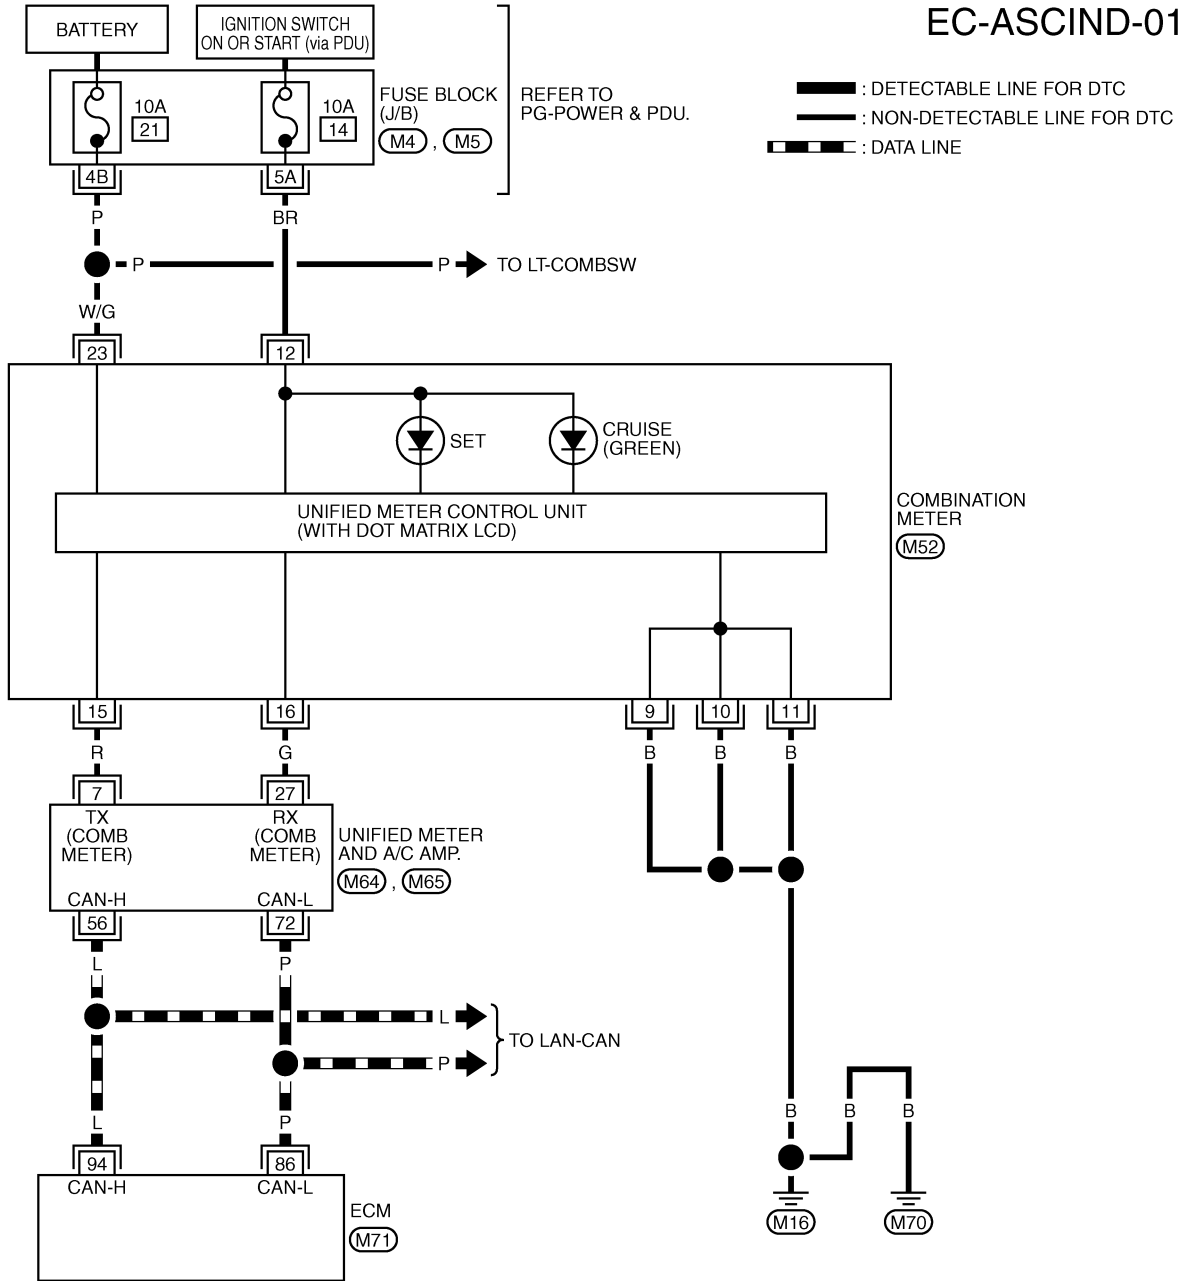 EC-ASCIND-01
BATTERY
IGNITION SWITCH
ON OR START (via PDU)
10A
21
10A
14
FUSE BLOCK
(J/B)
M4 , M5
REFER TO
PG-POWER & PDU.
: DETECTABLE LINE FOR DTC
: NON-DETECTABLE LINE FOR DTC
: DATA LINE
4B
5A
P
BR
P
P
TO LT-COMBSW
W/G
23
12
SET
CRUISE
(GREEN)
UNIFIED METER CONTROL UNIT
(WITH DOT MATRIX LCD)
COMBINATION
METER
M52
15
16
9
10
11
R
G
B
B
B
7
27
TX
(COMB
METER)
RX
(COMB
METER)
UNIFIED METER
AND A/C AMP.
M64 , M65
CAN-H
CAN-L
56
72
L
P
L
P
TO LAN-CAN
L
P
B
B
B
94
86
CAN-H
CAN-L
ECM
M71
M16
M70